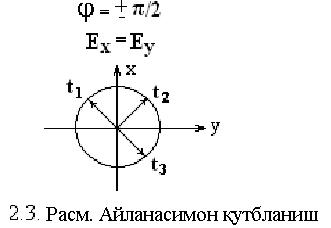 φ = ± π/2
Eₓ = Eᵧ
x
t₁ t₂
y
t₃
2.3. Расм. Айланасимон қутбланиш